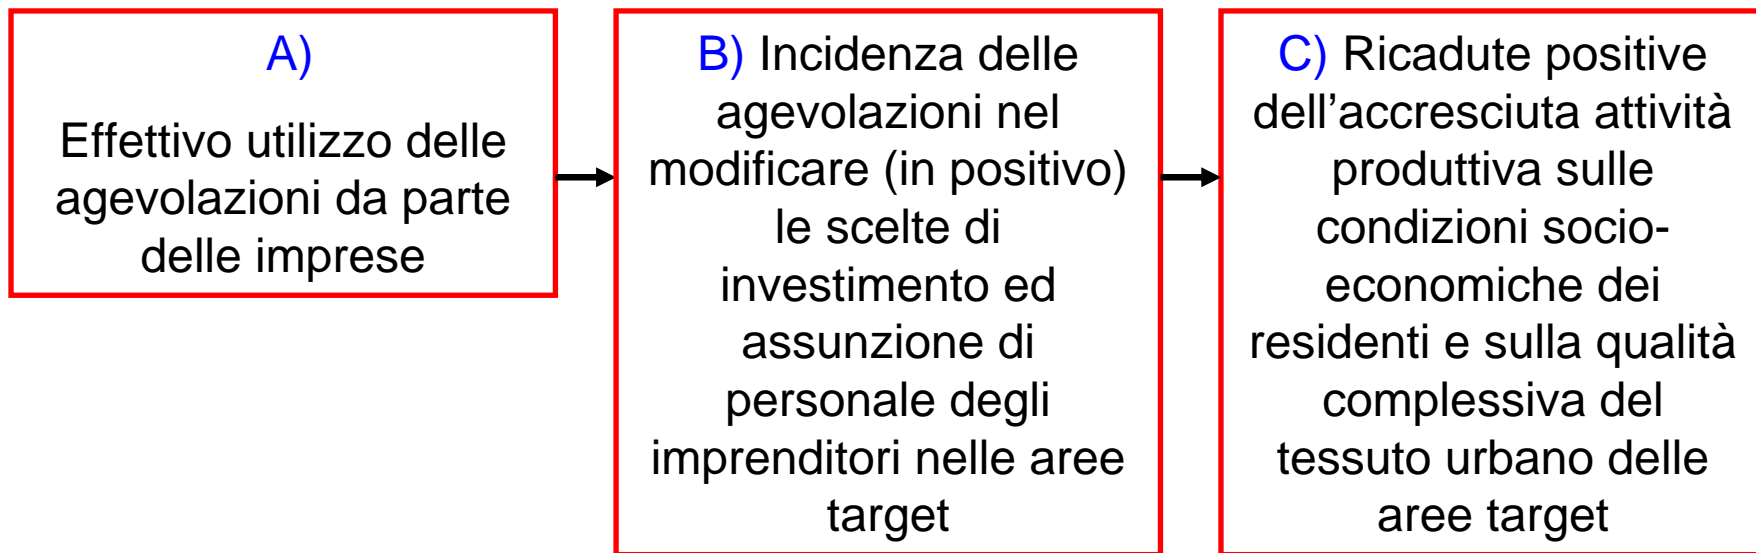 A)
Effettivo utilizzo delle
agevolazioni da parte
delle imprese
B) Incidenza delle
agevolazioni nel
modificare (in positivo)
le scelte di
investimento ed
assunzione di
personale degli
imprenditori nelle aree
target
C) Ricadute positive
dell’accresciuta attività
produttiva sulle
condizioni socio-
economiche dei
residenti e sulla qualità
complessiva del
tessuto urbano delle
aree target